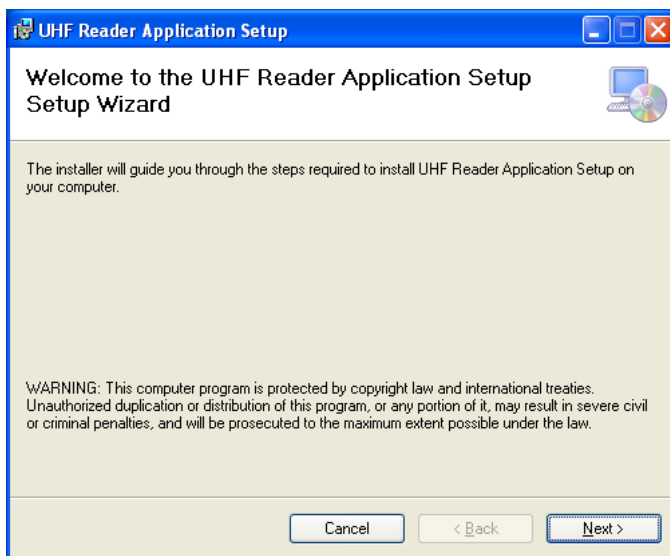 UHF Reader Application Setup
Welcome to the UHF Reader Application Setup
Setup Wizard
The installer will guide you through the steps required to install UHF Reader Application Setup on
your computer.
WARNING: This computer program is protected by copyright law and international treaties.
Unauthorized duplication or distribution of this program, or any portion of it, may result in severe civil
or criminal penalties, and will be prosecuted to the maximum extent possible under the law.
Cancel < Back Next >